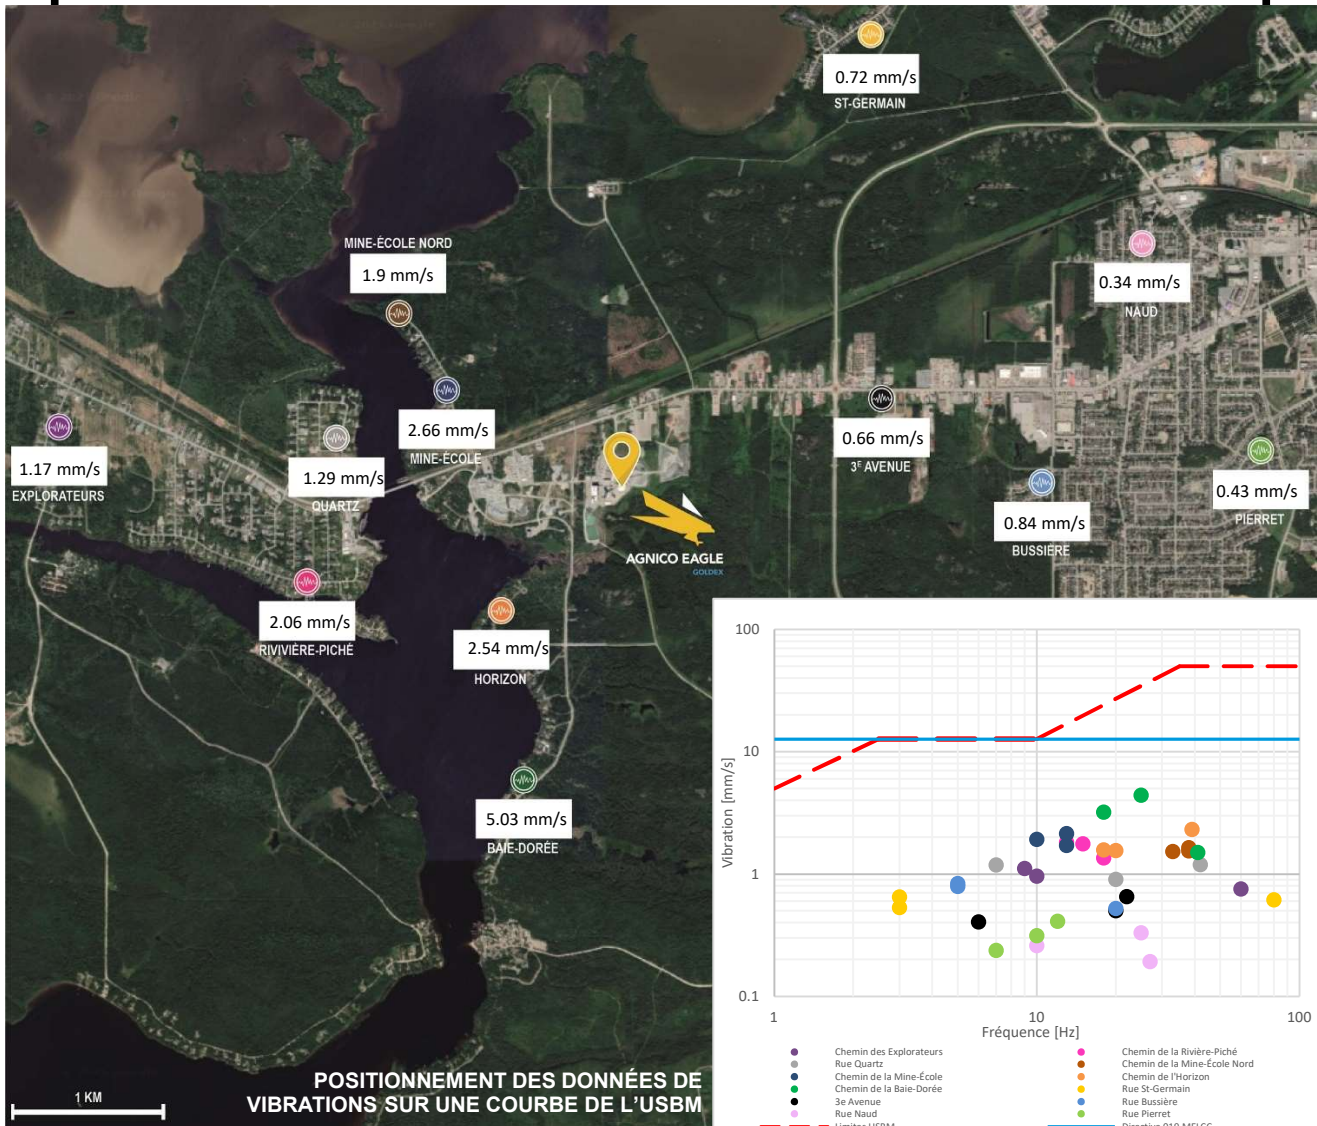 0.72 mm/s
ST-GERMAIN
MINE-ÉCOLE NORD
1.9 mm/s
0.34 mm/s
NAUD
2.66 mm/s
MINE-ÉCOLE
0.66 mm/s
3E AVENUE
1.17 mm/s
EXPLORATEURS
1.29 mm/s
QUARTZ
0.43 mm/s
PIERRET
0.84 mm/s
BUSSIÈRE
AGNICO EAGLE
GOLDEX
2.06 mm/s
RIVIVIÈRE-PICHÉ
2.54 mm/s
HORIZON
5.03 mm/s
BAIE-DORÉE
100
10
1
0.1
Vibration [mm/s]
1
10
100
Fréquence [Hz]
Chemin des Explorateurs
Chemin de la Rivière-Piché
Rue Quartz
Chemin de la Mine-École Nord
Chemin de la Mine-École
Chemin de l'Horizon
Chemin de la Baie-Dorée
Rue St-Germain
3e Avenue
Rue Bussière
Rue Naud
Rue Pierret
Limites USBM
Directive 019 MELCC
1 KM
POSITIONNEMENT DES DONNÉES DE
VIBRATIONS SUR UNE COURBE DE L'USBM